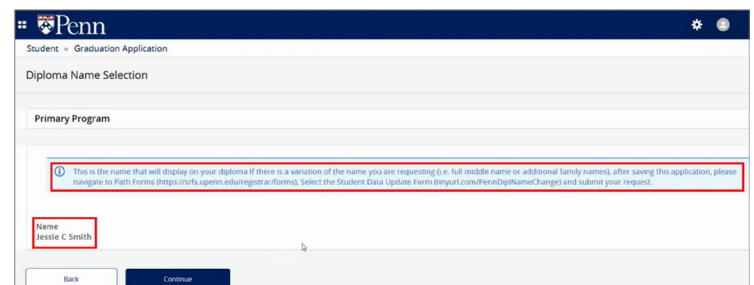 Penn
Student • Graduation Application
Diploma Name Selection
Primary Program
This is the name that will display on your diploma If there is a variation of the name you are requesting (i.e. full middle name or additional family names), after saving this application, please
navigate to Path Forms (https://srfs.upenn.edu/registrar/forms), Select the Student Data Update Form (tinyurl.com/PennDiplNameChange) and submit your request.
Name
Jessie C Smith
Back Continue